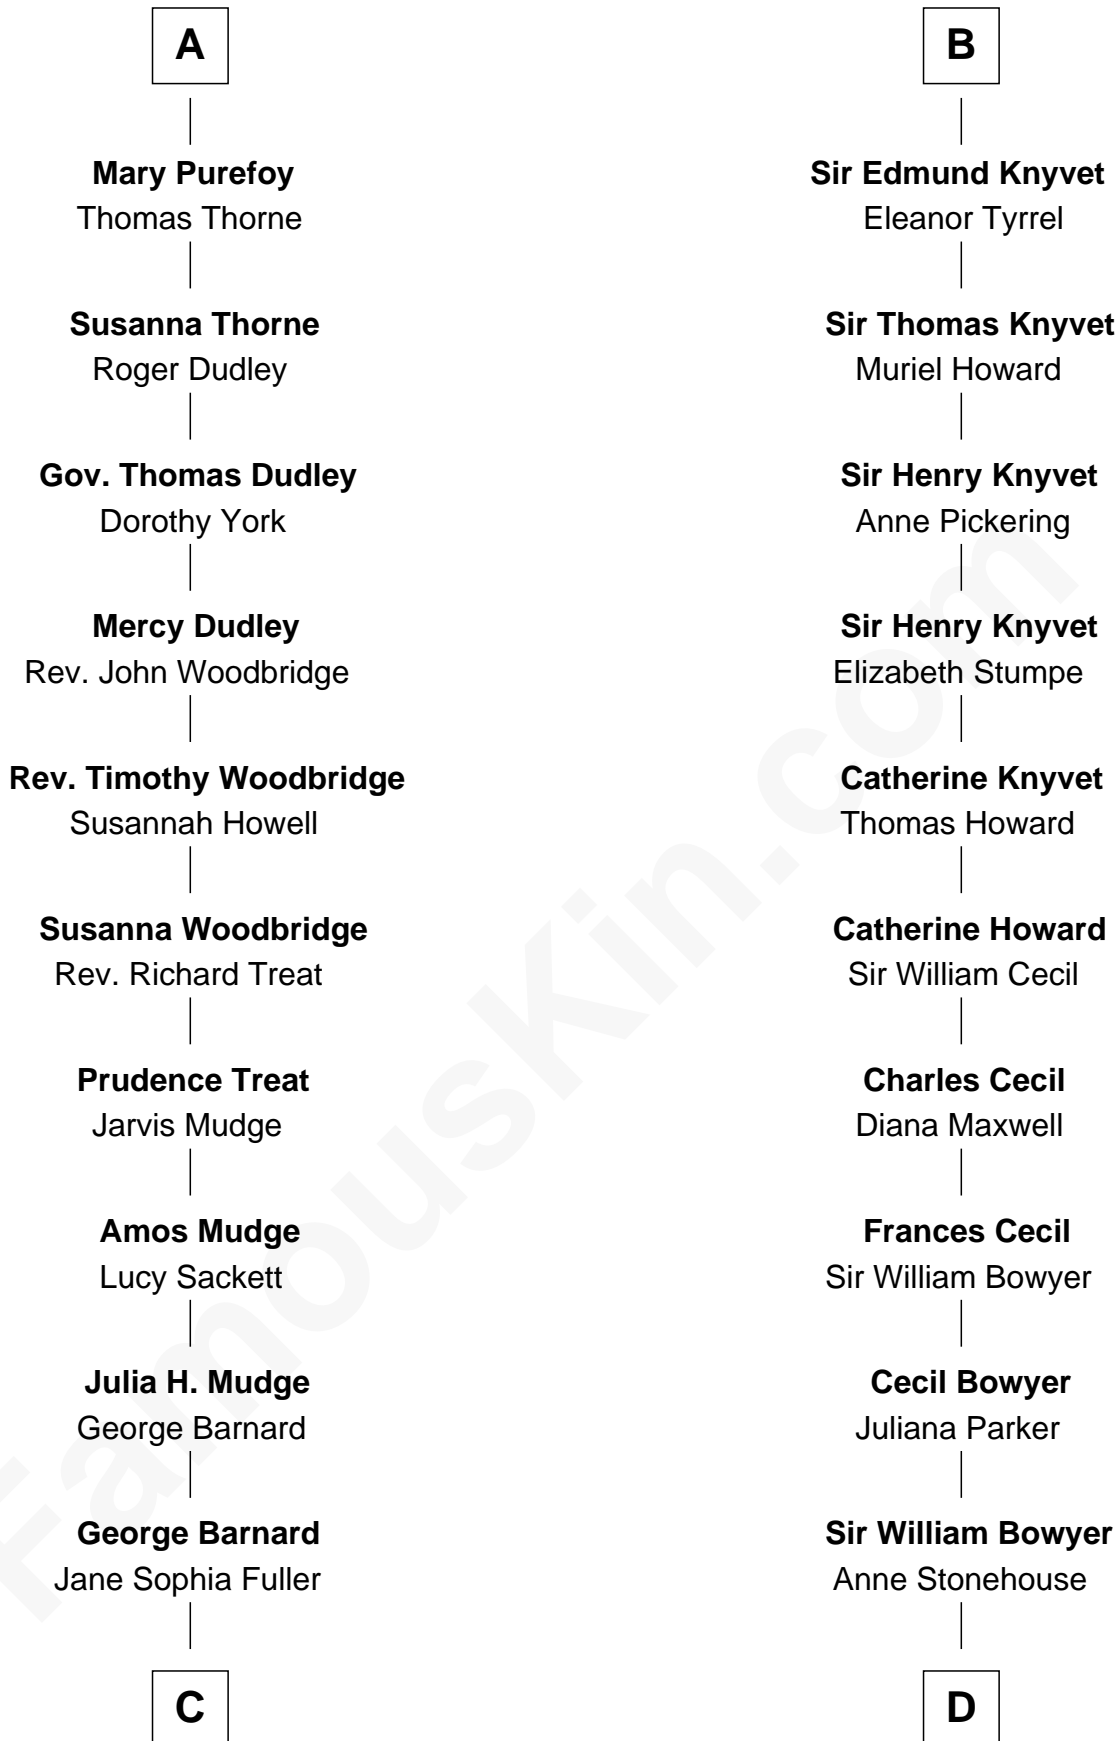 A
Mary Purefoy
Thomas Thorne
Susanna Thorne
Roger Dudley
Gov. Thomas Dudley
Dorothy York
Mercy Dudley
Rev. John Woodbridge
Rev. Timothy Woodbridge
Susannah Howell
Susanna Woodbridge
Rev. Richard Treat
Prudence Treat
Jarvis Mudge
Amos Mudge
Lucy Sackett
Julia H. Mudge
George Barnard
George Barnard
Jane Sophia Fuller
C
B
Sir Edmund Knyvet
Eleanor Tyrrel
Sir Thomas Knyvet
Muriel Howard
Sir Henry Knyvet
Anne Pickering
Sir Henry Knyvet
Elizabeth Stumpe
Catherine Knyvet
Thomas Howard
Catherine Howard
Sir William Cecil
Charles Cecil
Diana Maxwell
Frances Cecil
Sir William Bowyer
Cecil Bowyer
Juliana Parker
Sir William Bowyer
Anne Stonehouse
D
FamousKin.com